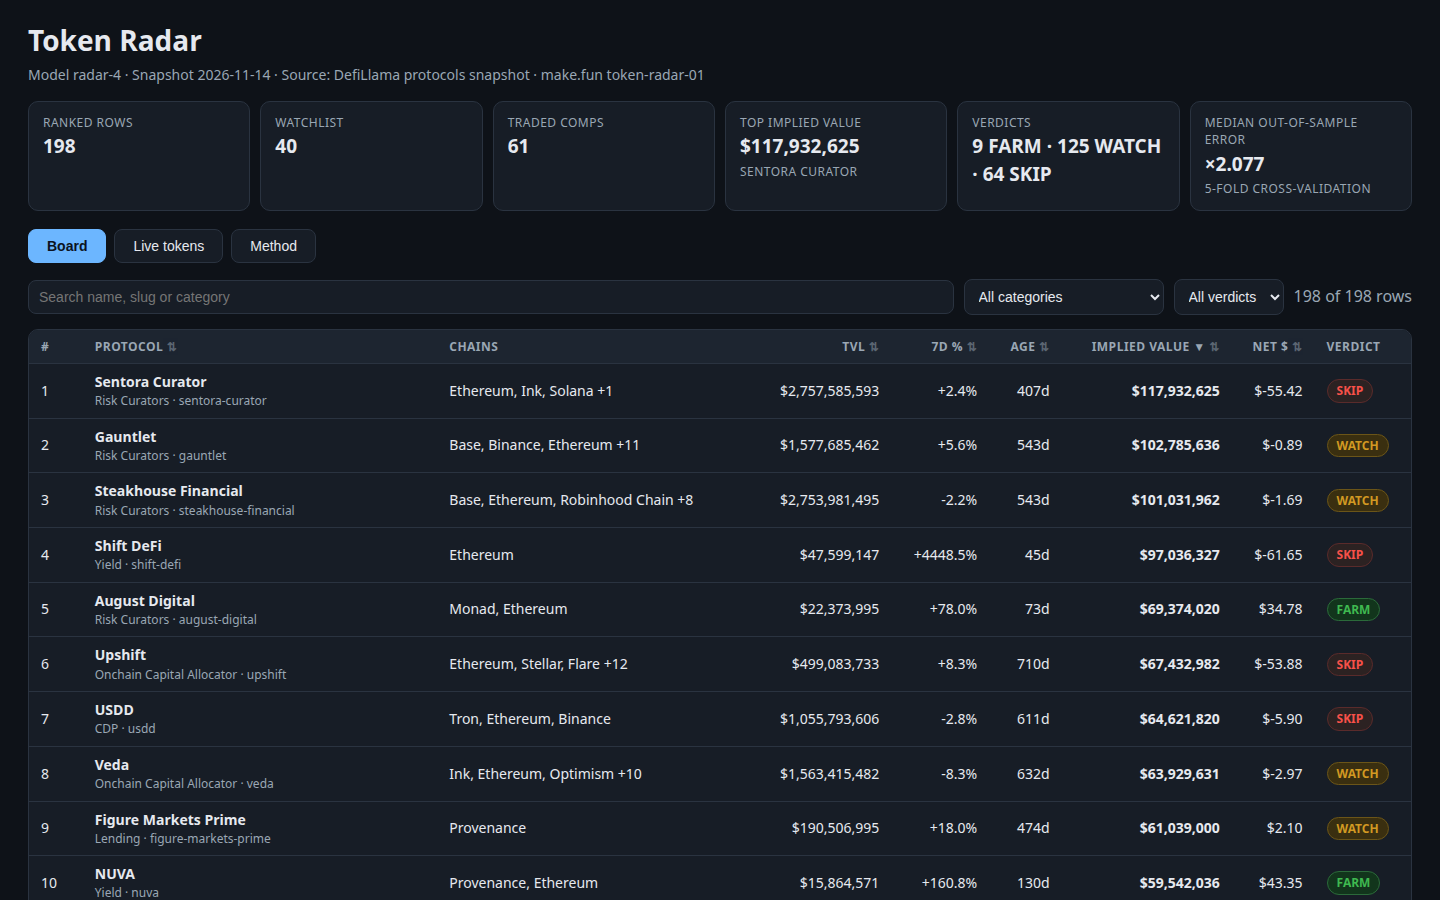 Token Radar
Model radar-4 · Snapshot 2026-11-14 · Source: DefiLlama protocols snapshot · make.fun token-radar-01
RANKED ROWS
198
WATCHLIST
40
TRADED COMPS
61
TOP IMPLIED VALUE
$117,932,625
SENTORA CURATOR
VERDICTS
9 FARM · 125 WATCH
· 64 SKIP
MEDIAN OUT-OF-SAMPLE
ERROR
×2.077
5-FOLD CROSS-VALIDATION
Board Live tokens Method
Search name, slug or category All categories All verdicts 198 of 198 rows
# PROTOCOL ⇅ CHAINS TVL ⇅ 7D % ⇅ AGE ⇅ IMPLIED VALUE ▼ ⇅ NET $ ⇅ VERDICT
1 Sentora Curator Ethereum, Ink, Solana +1 $2,757,585,593 +2.4% 407d $117,932,625 $-55.42 SKIP
Risk Curators · sentora-curator
2 Gauntlet Base, Binance, Ethereum +11 $1,577,685,462 +5.6% 543d $102,785,636 $-0.89 WATCH
Risk Curators · gauntlet
3 Steakhouse Financial Base, Ethereum, Robinhood Chain +8 $2,753,981,495 -2.2% 543d $101,031,962 $-1.69 WATCH
Risk Curators · steakhouse-financial
4 Shift DeFi Ethereum $47,599,147 +4448.5% 45d $97,036,327 $-61.65 SKIP
Yield · shift-defi
5 August Digital Monad, Ethereum $22,373,995 +78.0% 73d $69,374,020 $34.78 FARM
Risk Curators · august-digital
6 Upshift Ethereum, Stellar, Flare +12 $499,083,733 +8.3% 710d $67,432,982 $-53.88 SKIP
Onchain Capital Allocator · upshift
7 USDD Tron, Ethereum, Binance $1,055,793,606 -2.8% 611d $64,621,820 $-5.90 SKIP
CDP · usdd
8 Veda Ink, Ethereum, Optimism +10 $1,563,415,482 -8.3% 632d $63,929,631 $-2.97 WATCH
Onchain Capital Allocator · veda
9 Figure Markets Prime Provenance $190,506,995 +18.0% 474d $61,039,000 $2.10 WATCH
Lending · figure-markets-prime
10 NUVA Provenance, Ethereum $15,864,571 +160.8% 130d $59,542,036 $43.35 FARM
Yield · nuva